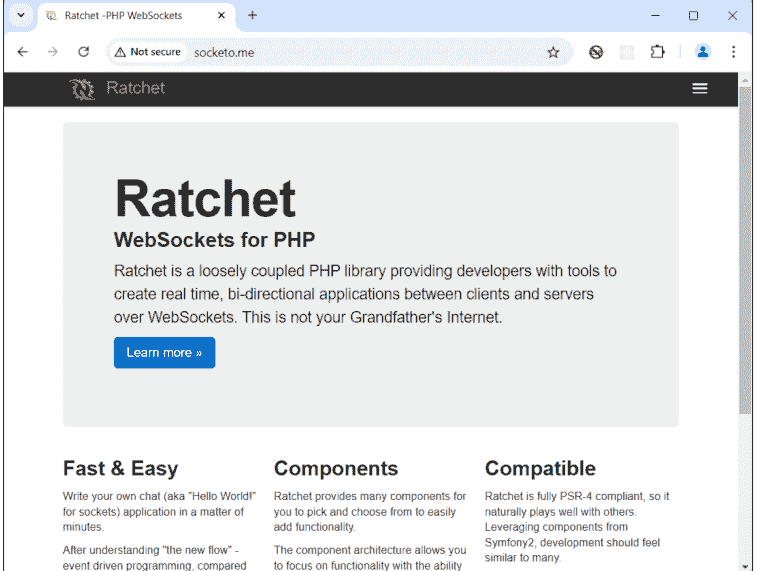 Ratchet -PHP WebSockets
Not secure
socketo.me
Ratchet
Ratchet
WebSockets for PHP
Ratchet is a loosely coupled PHP library providing developers with tools to
create real time, bi-directional applications between clients and servers
over WebSockets. This is not your Grandfather's Internet.
Learn more »
Fast & Easy
Write your own chat (aka "Hello World!"
for sockets) application in a matter of
minutes.
After understanding "the new flow" -
event driven programming, compared
Components
Ratchet provides many components for
you to pick and choose from to easily
add functionality.
The component architecture allows you
to focus on functionality with the ability
Compatible
Ratchet is fully PSR-4 compliant, so it
naturally plays well with others.
Leveraging components from
Symfony2, development should feel
similar to many.